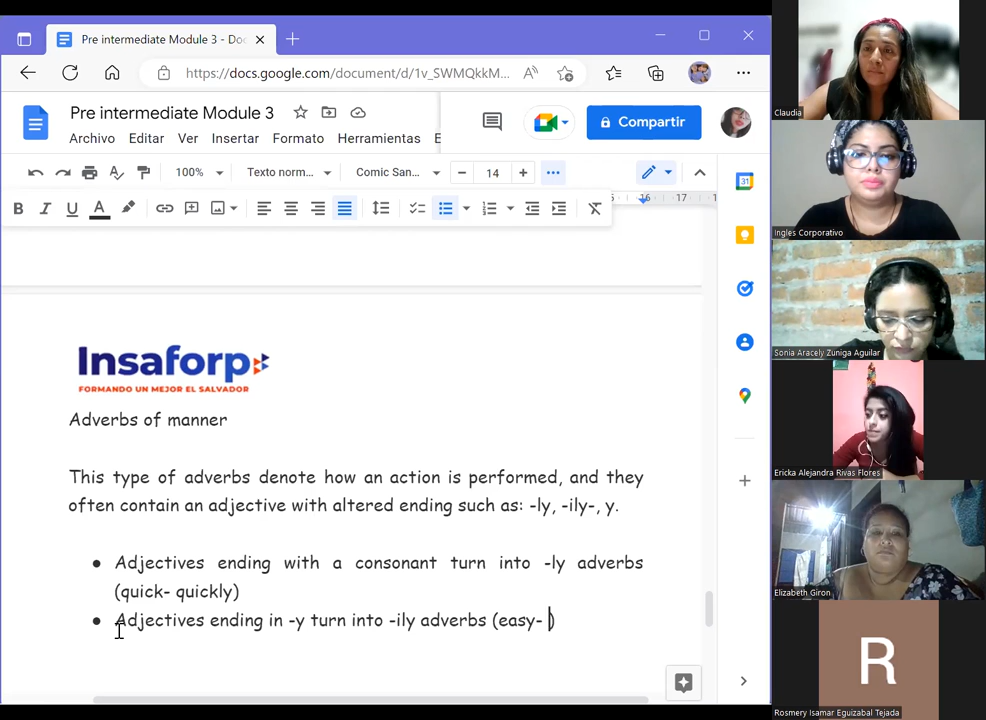 Pre intermediate Module 3 - Doc
https://docs.google.com/document/d/1v_SWMQkkM...
Pre intermediate Module 3
Compartir
Archivo Editar Ver Insertar Formato Herramientas E
100% Texto norm... Comic San... 14
16 17
Insaforp
FORMANDO UN MEJOR EL SALVADOR
Adverbs of manner
This type of adverbs denote how an action is performed, and they
often contain an adjective with altered ending such as: -ly, -ily-, y.
● Adjectives ending with a consonant turn into -ly adverbs
(quick- quickly)
● Adjectives ending in -y turn into -ily adverbs (easy- )
Claudia
Ingles Corporativo
Sonia Aracely Zuniga Aguilar
Ericka Alejandra Rivas Flores
Elizabeth Giron
R
Rosmery Isamar Eguizabal Tejada